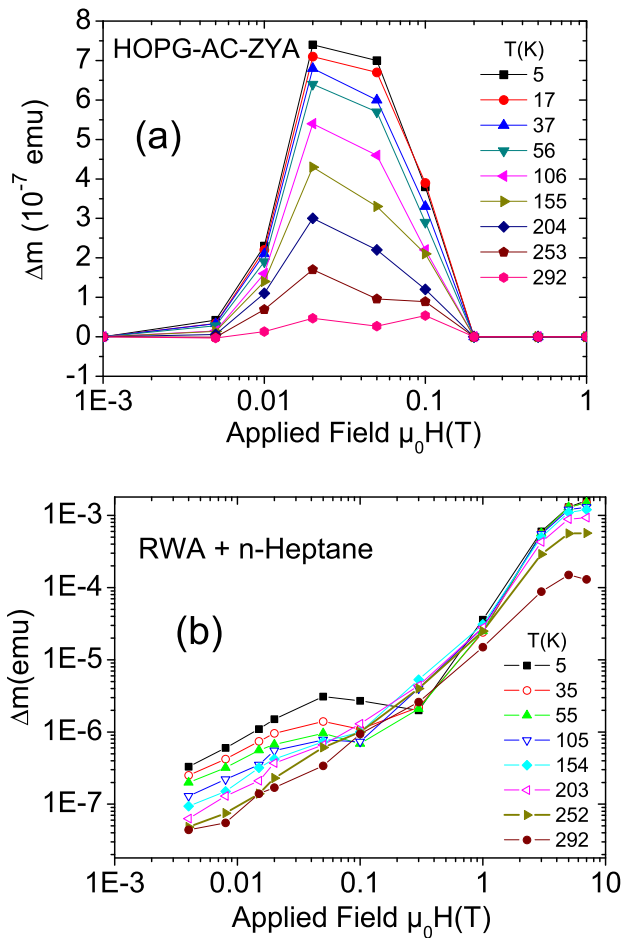 8
7
6
5
4
3
2
1
0
-1
Δm (10⁻⁷ emu)
HOPG-AC-ZYA
(a)
T(K)
5
17
37
56
106
155
204
253
292
1E-3 0.01 0.1 1
Applied Field μ₀H(T)
1E-3
1E-4
1E-5
1E-6
1E-7
Δm(emu)
RWA + n-Heptane
(b)
T(K)
5
35
55
105
154
203
252
292
1E-3 0.01 0.1 1 10
Applied Field μ₀H(T)